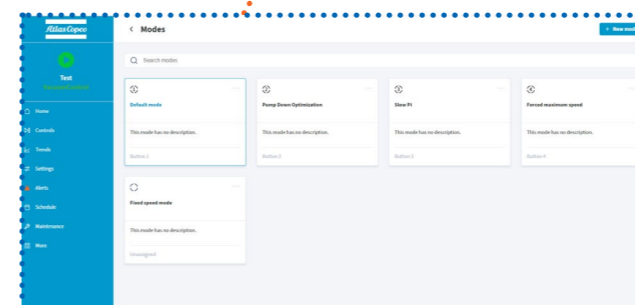 Atlas Copco
Test
Home
Controls
Trends
Settings
Alerts
Schedule
Maintenance
More
Modes
+ New mod
Search modes
Default mode
This mode has no description.
Button 1
Pump Down Optimization
This mode has no description.
Button 2
Slow PI
This mode has no description.
Button 3
Forced maximum speed
This mode has no description.
Button 4
Fixed speed mode
This mode has no description.
Unassigned